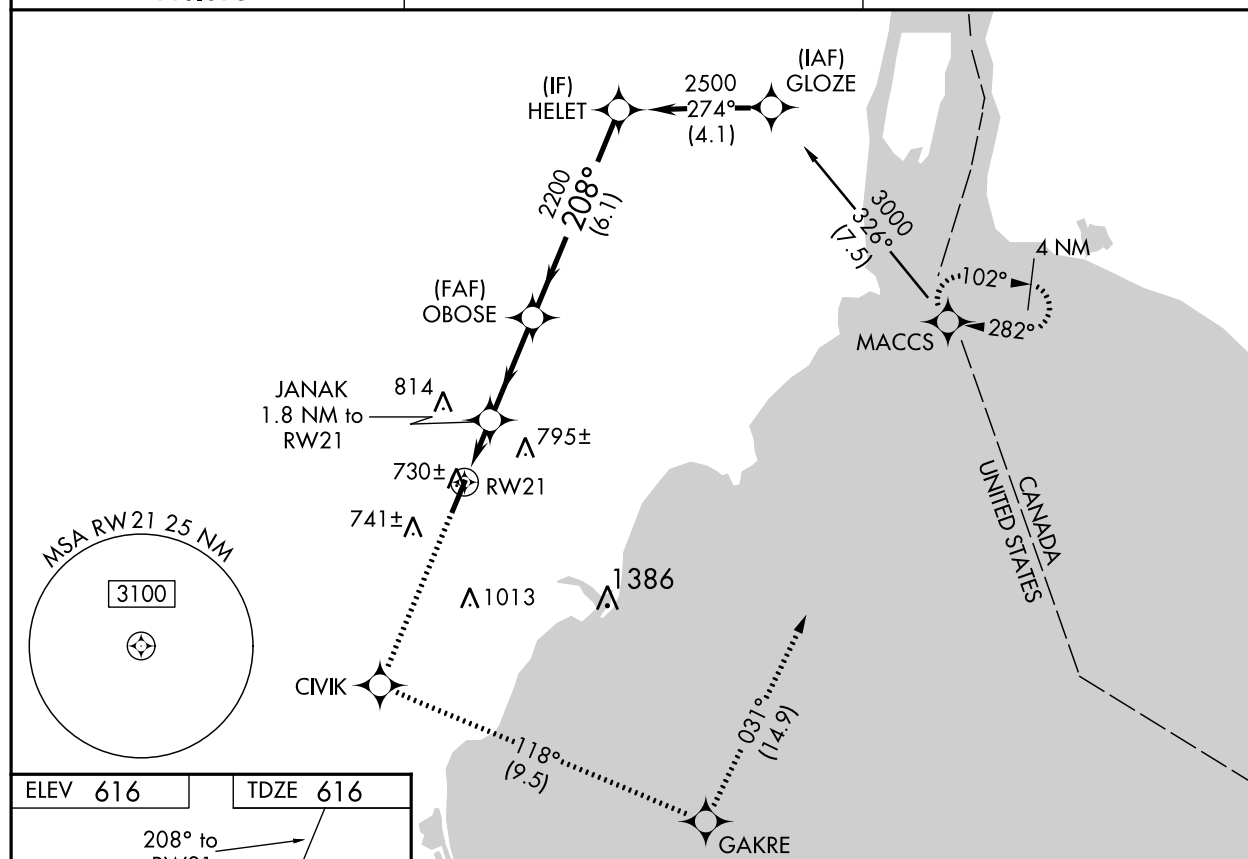 (IAF)
GLOZE
(IF)
HELET
2500
274°
(4.1)
2200
208°
(6.1)
3000
326°
(7.5)
4 NM
102°
282°
MACCS
(FAF)
OBOSE
JANAK
1.8 NM to
RW21
814
795±
730±
RW21
741±
CANADA
UNITED STATES
MSA RW21 25 NM
3100
1013
1386
CIVIK
118°
(9.5)
031°
(14.9)
GAKRE
ELEV 616
TDZE 616
208° to